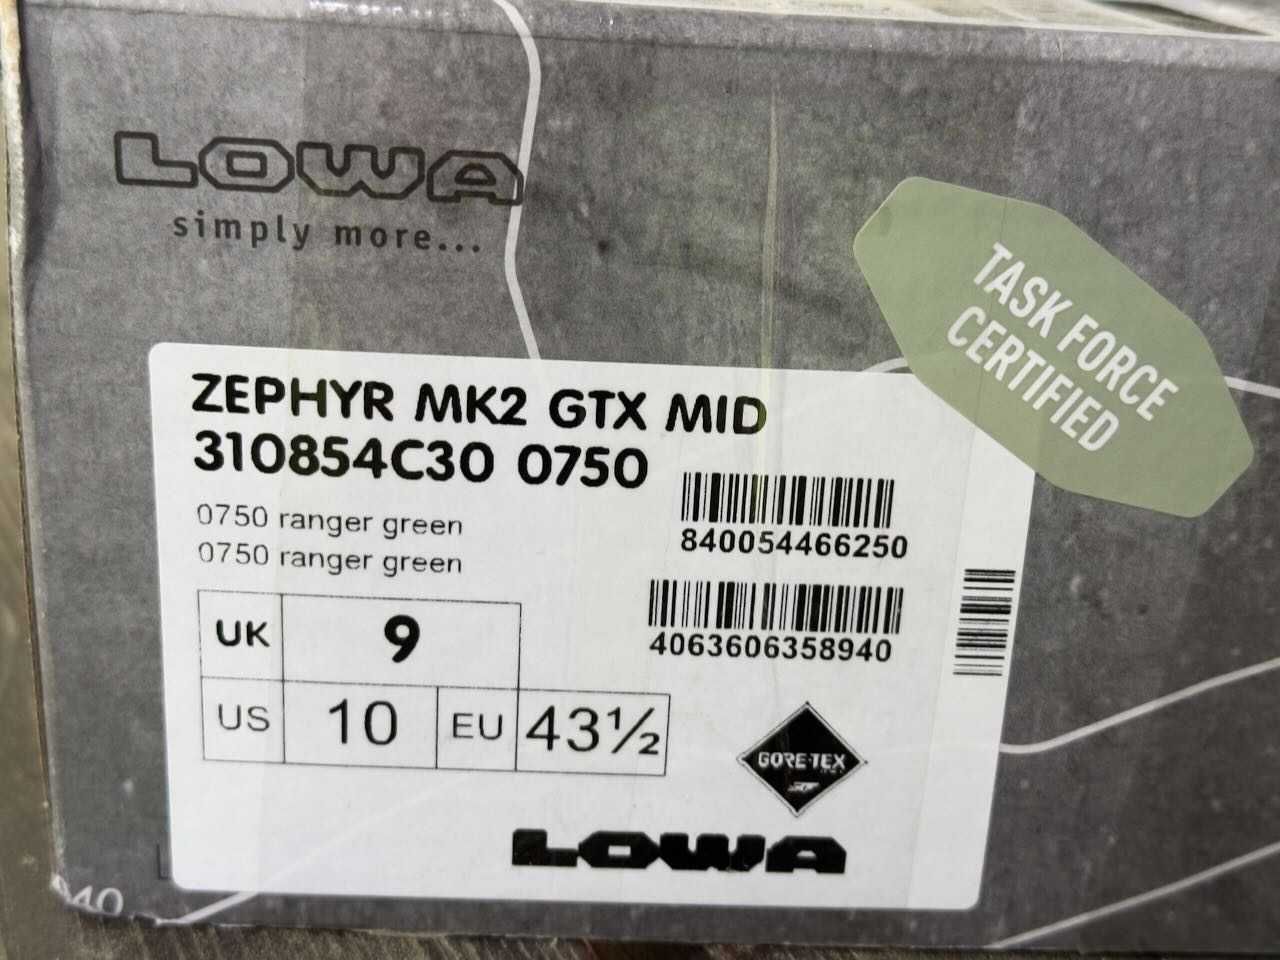 LOWA
simply more...
TASK FORCE
CERTIFIED
ZEPHYR MK2 GTX MID
310854C30 0750
0750 ranger green
0750 ranger green
840054466250
4063606358940
UK 9
US 10 EU 43½
GORE-TEX
LOWA
40